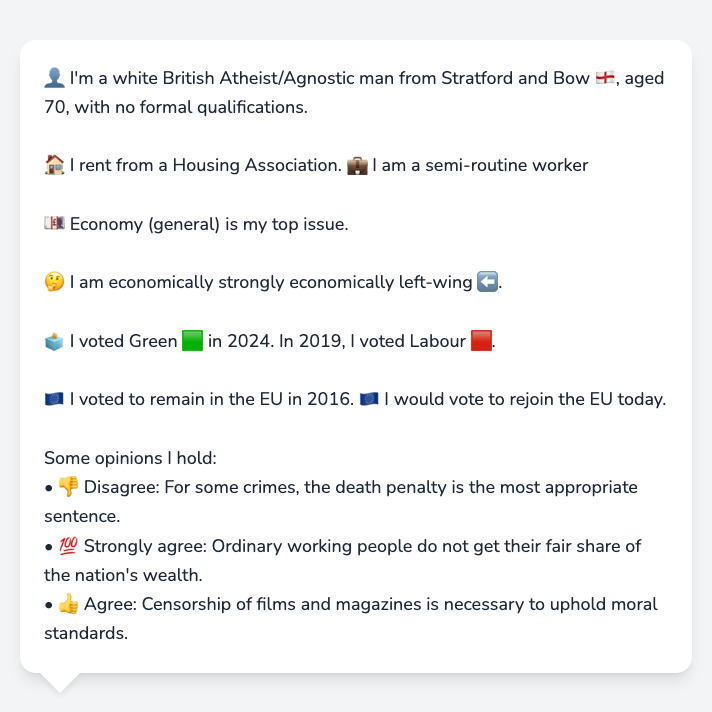 👤 I'm a white British Atheist/Agnostic man from Stratford and Bow 🏴󠁧󠁢󠁥󠁮󠁧󠁿, aged
70, with no formal qualifications.
🏠 I rent from a Housing Association. 💼 I am a semi-routine worker
💷 Economy (general) is my top issue.
🤔 I am economically strongly economically left-wing ⬅️.
🗳️ I voted Green 🟩 in 2024. In 2019, I voted Labour 🟥.
🇪🇺 I voted to remain in the EU in 2016. 🇪🇺 I would vote to rejoin the EU today.
Some opinions I hold:
• 👎 Disagree: For some crimes, the death penalty is the most appropriate
sentence.
• 💯 Strongly agree: Ordinary working people do not get their fair share of
the nation's wealth.
• 👍 Agree: Censorship of films and magazines is necessary to uphold moral
standards.